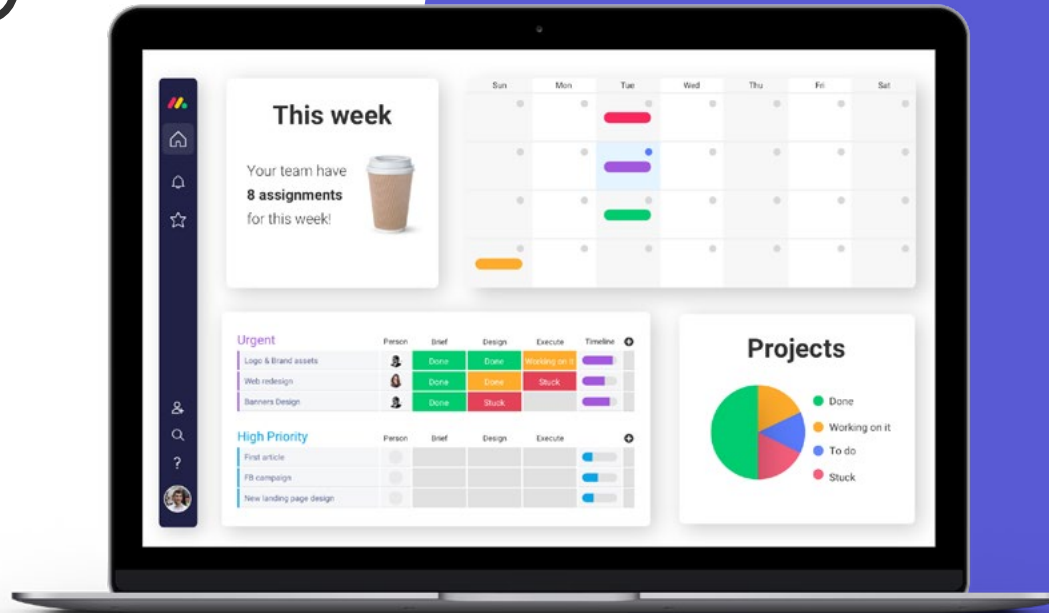 This week
Your team have
8 assignments
for this week!
Sun Mon Tue Wed Thu Fri Sat
Urgent Person Brief Design Execute Timeline
Logo & Brand assets Done Done Working on it
Web redesign Done Done Stuck
Banners Design Done Stuck
High Priority Person Brief Design Execute
First article
FB campaign
New landing page design
?
Projects
Done
Working on it
To do
Stuck